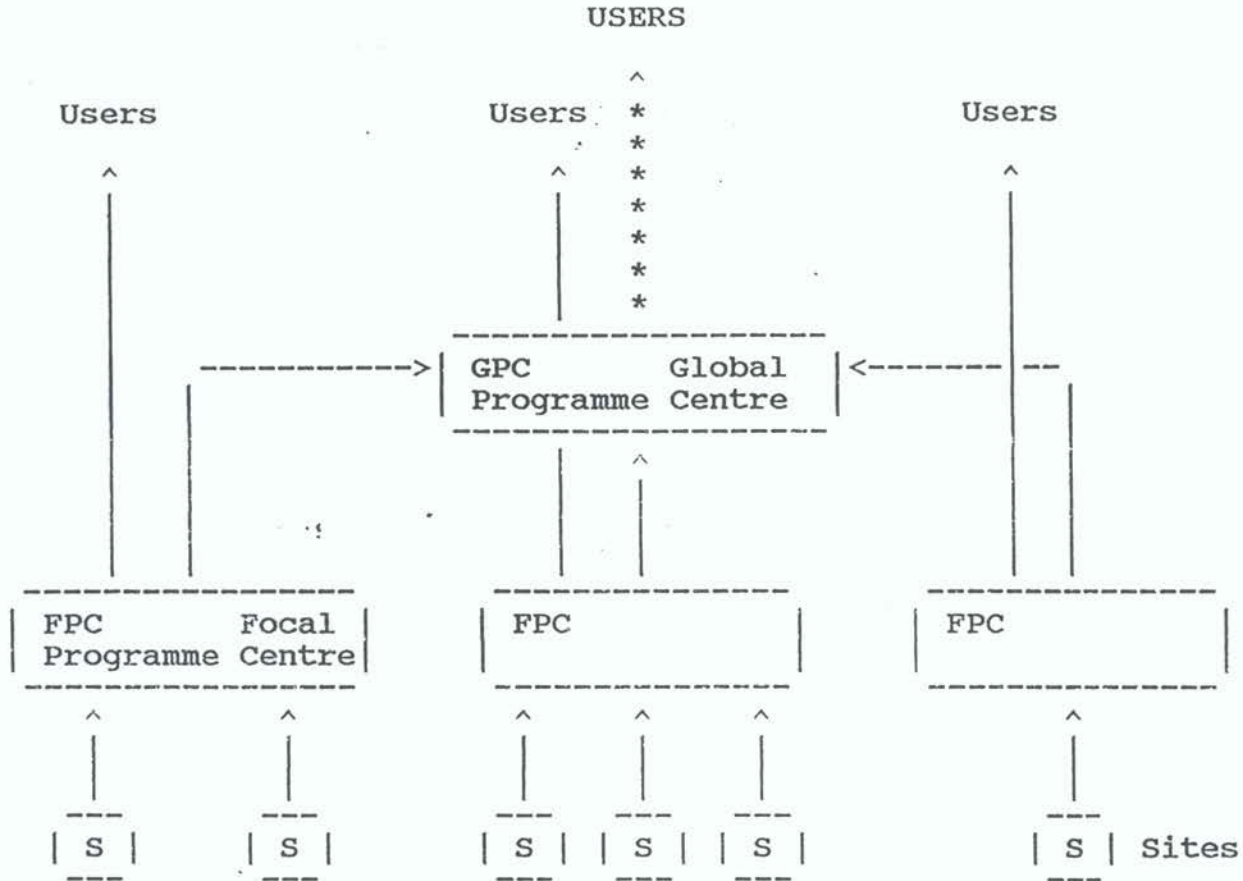 USERS
Users Users Users
GPC Global
Programme Centre
FPC Focal
Programme Centre
FPC
FPC
S S S S S S Sites